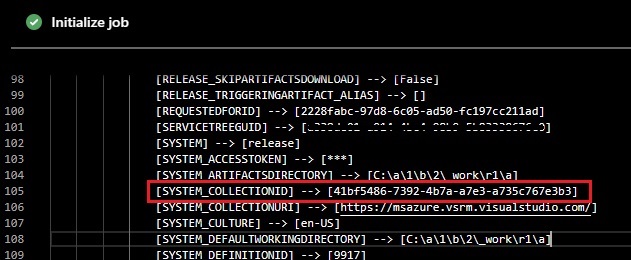 Initialize job
98 [RELEASE_SKIPARTIFACTSDOWNLOAD] --> [False]
99 [RELEASE_TRIGGERINGARTIFACT_ALIAS] --> []
100 [REQUESTEDFORID] --> [2228fabc-97d8-6c05-ad50-fc197cc211ad]
101 [SERVICETREEGUID] -->
102 [SYSTEM] --> [release]
103 [SYSTEM_ACCESSTOKEN] --> [***]
104 [SYSTEM_ARTIFACTSDIRECTORY] --> [C:\a\1\b\2\_work\r1\a]
105 [SYSTEM_COLLECTIONID] --> [41bf5486-7392-4b7a-a7e3-a735c767e3b3]
106 [SYSTEM_COLLECTIONURI] --> [https://msazure.vsrm.visualstudio.com/]
107 [SYSTEM_CULTURE] --> [en-US]
108 [SYSTEM_DEFAULTWORKINGDIRECTORY] --> [C:\a\1\b\2\_work\r1\a]
109 [SYSTEM_DEFINITIONID] --> [9917]